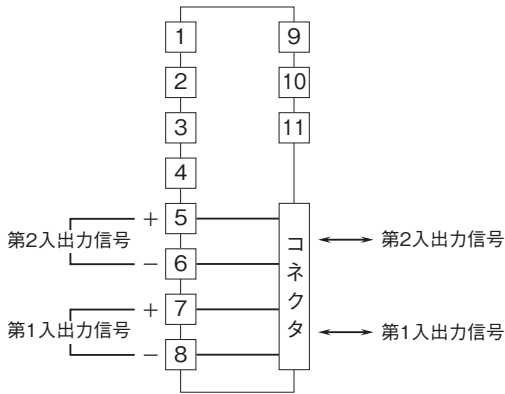 1
9
2
10
3
11
4
+ 5
第2入出力信号
コネクタ
第2入出力信号
− 6
+ 7
第1入出力信号
第1入出力信号
− 8